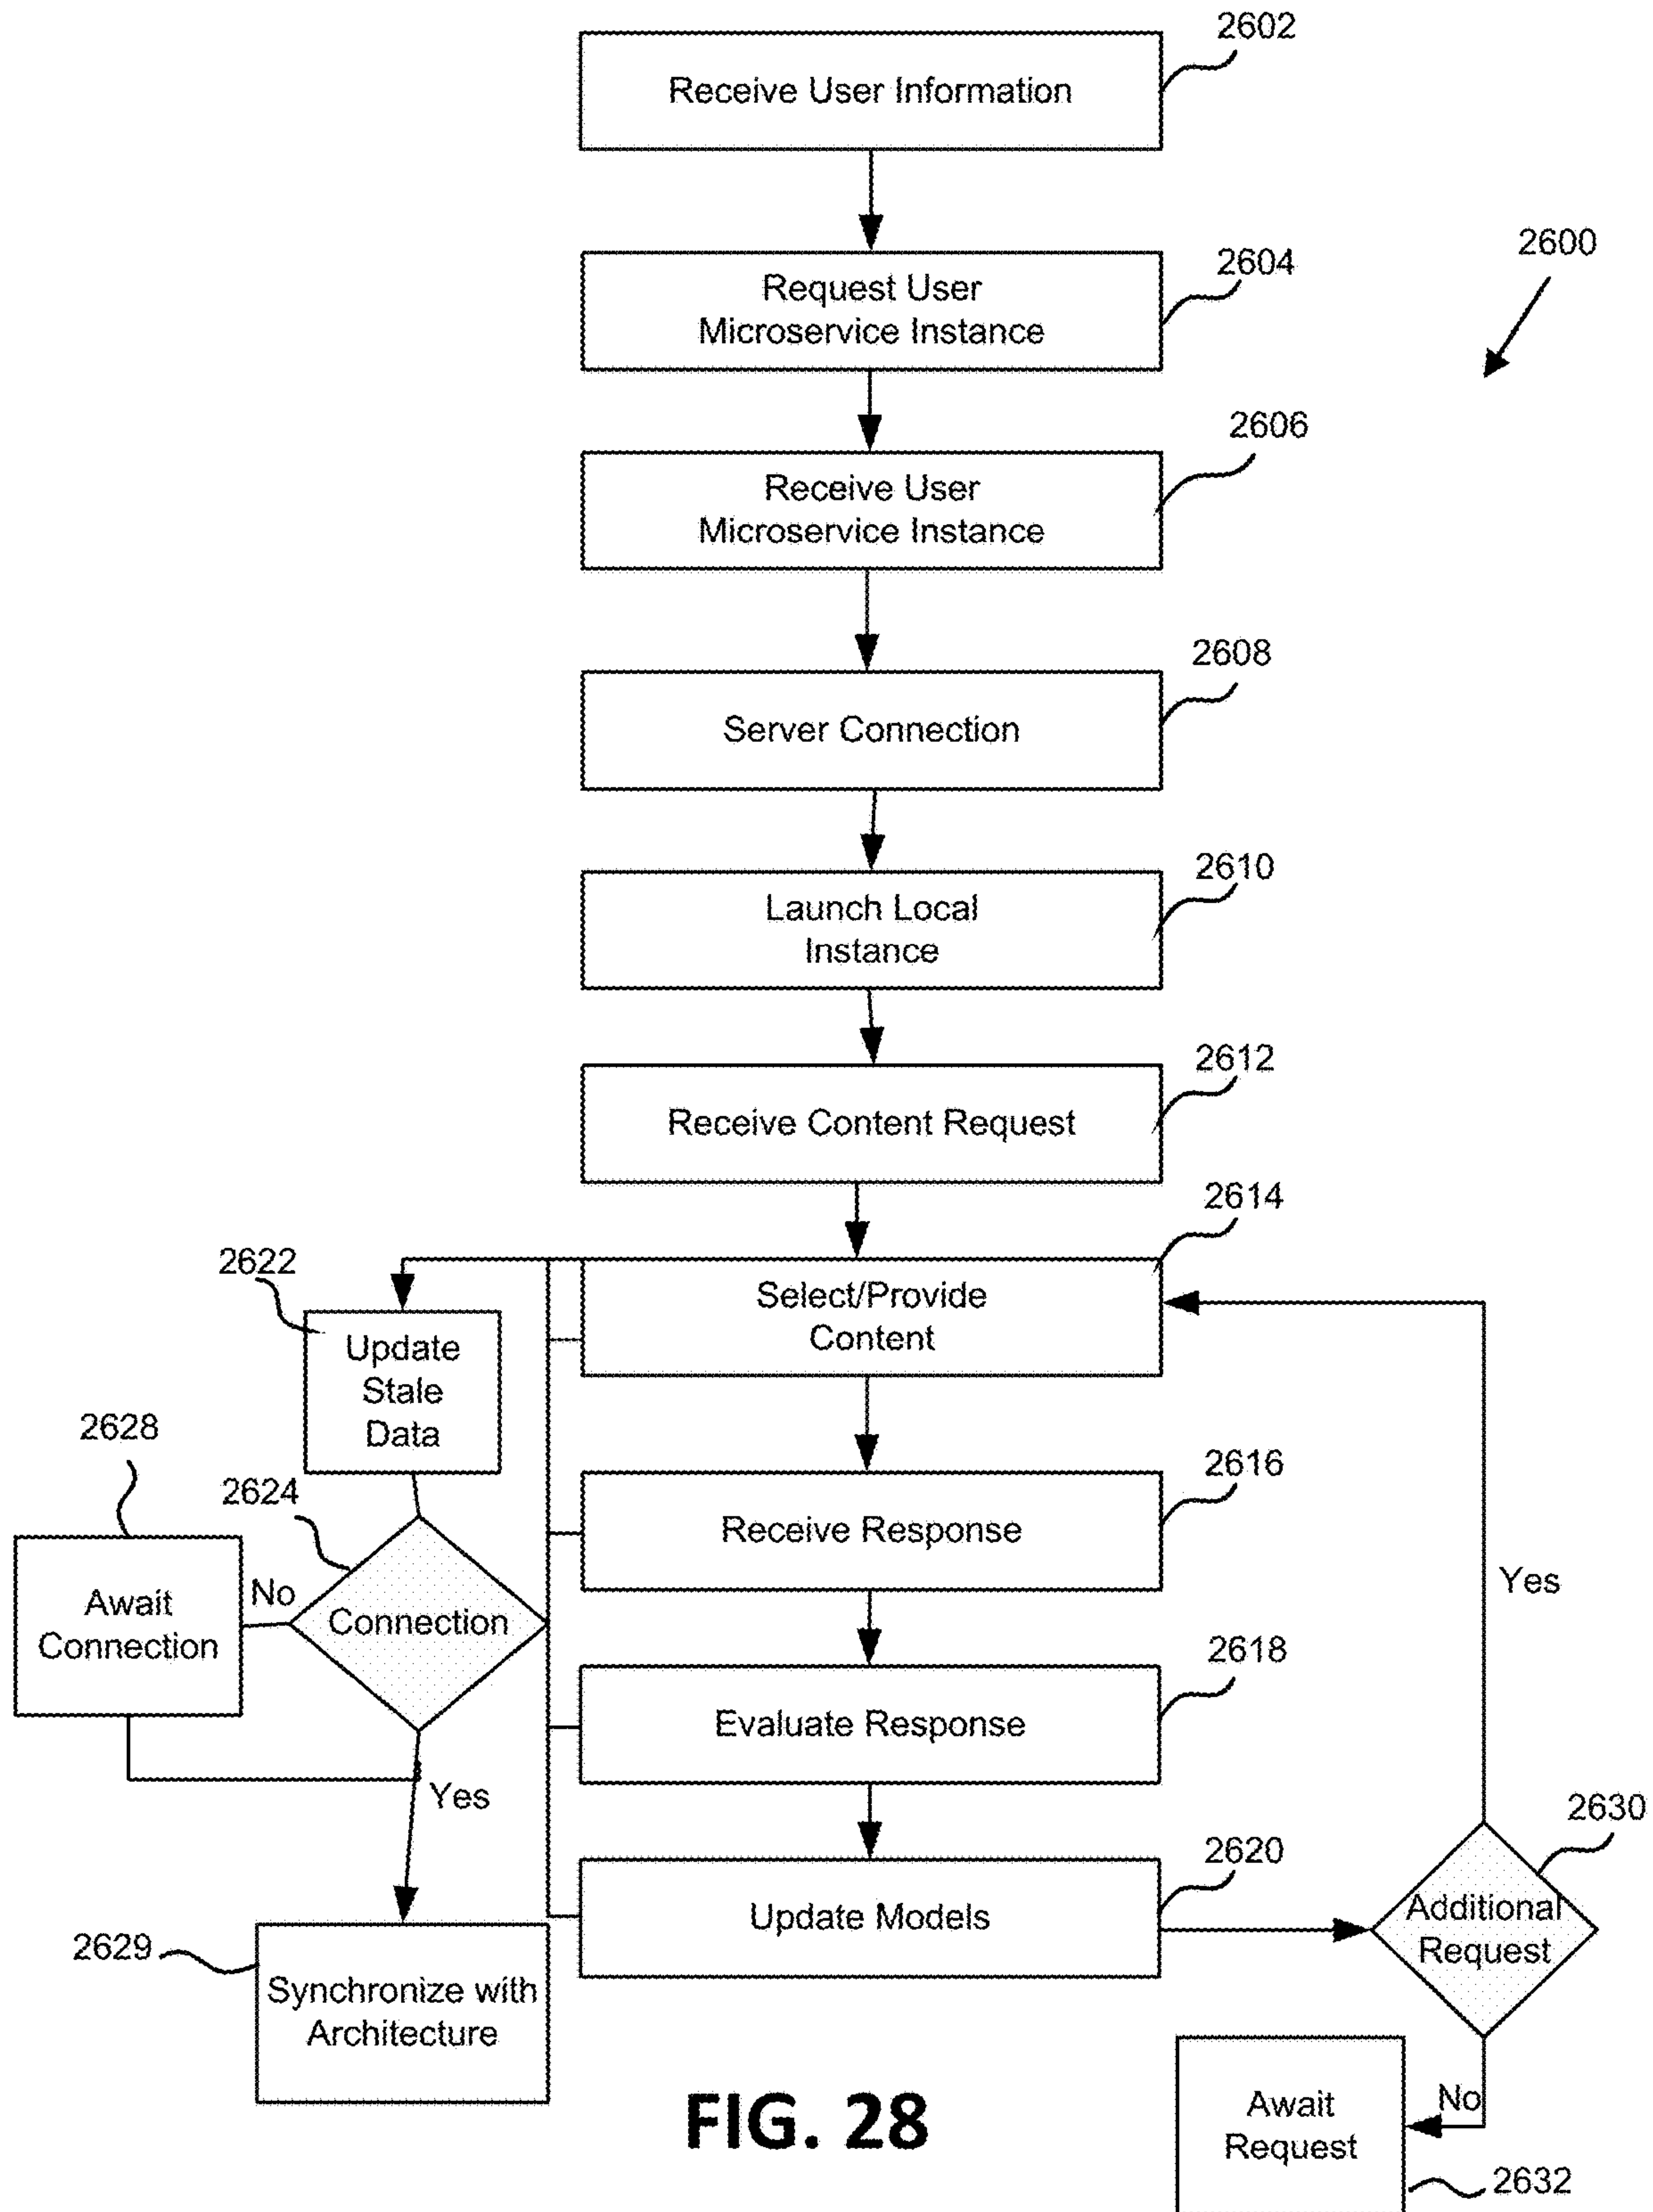 2602
Receive User Information
2600
2604
Request User
Microservice Instance
2606
Receive User
Microservice Instance
2608
Server Connection
2610
Launch Local
Instance
2612
Receive Content Request
2614
Select/Provide
Content
2622
Update
Stale
Data
2628
2624
Await
Connection
No
Connection
Yes
2616
Receive Response
2618
Evaluate Response
2620
Update Models
Yes
2630
Additional
Request
2629
Synchronize with
Architecture
No
Await
Request
2632
FIG. 28